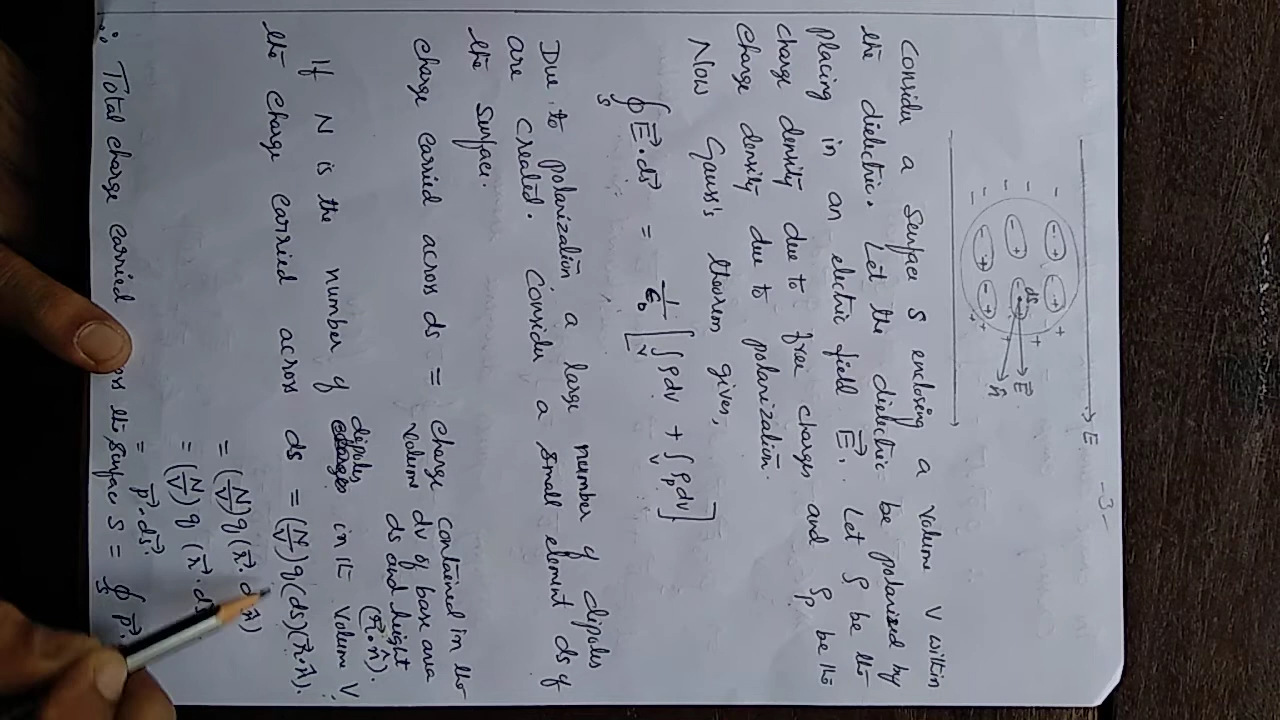 -3-
E
ds
E⃗
n̂
Consider a Surface S enclosing a volume V within
the dielectric. Let the dielectric be polarised by
placing in an electric field E⃗. Let ρ be the
charge density due to free charges and ρp be the
charge density due to polarization.
Now Gauss's theorem gives,
∮s E⃗·ds⃗ = 1/ε₀ [∫v ρdv + ∫v ρp dv]
Due to polarization a large number of dipoles
are created. Consider a small element ds of
the surface.
charge carried across ds = charge contained in the
volume dv of base area
ds and height
(r⃗·n̂).
If N is the number of dipoles in the volume V
the charge carried across ds = (N/V) q (ds)(r⃗·n̂).
= (N/V) q (r⃗·
= (N/V) q (r⃗·
= p⃗·ds⃗.
∴ Total charge carried the surface S = ∮s p⃗.